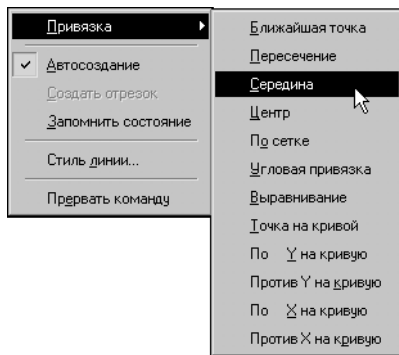 Привязка
Автосоздание
Создать отрезок
Запомнить состояние
Стиль линии...
Прервать команду
Ближайшая точка
Пересечение
Середина
Центр
По сетке
Угловая привязка
Выравнивание
Точка на кривой
По Y на кривую
Против Y на кривую
По X на кривую
Против X на кривую